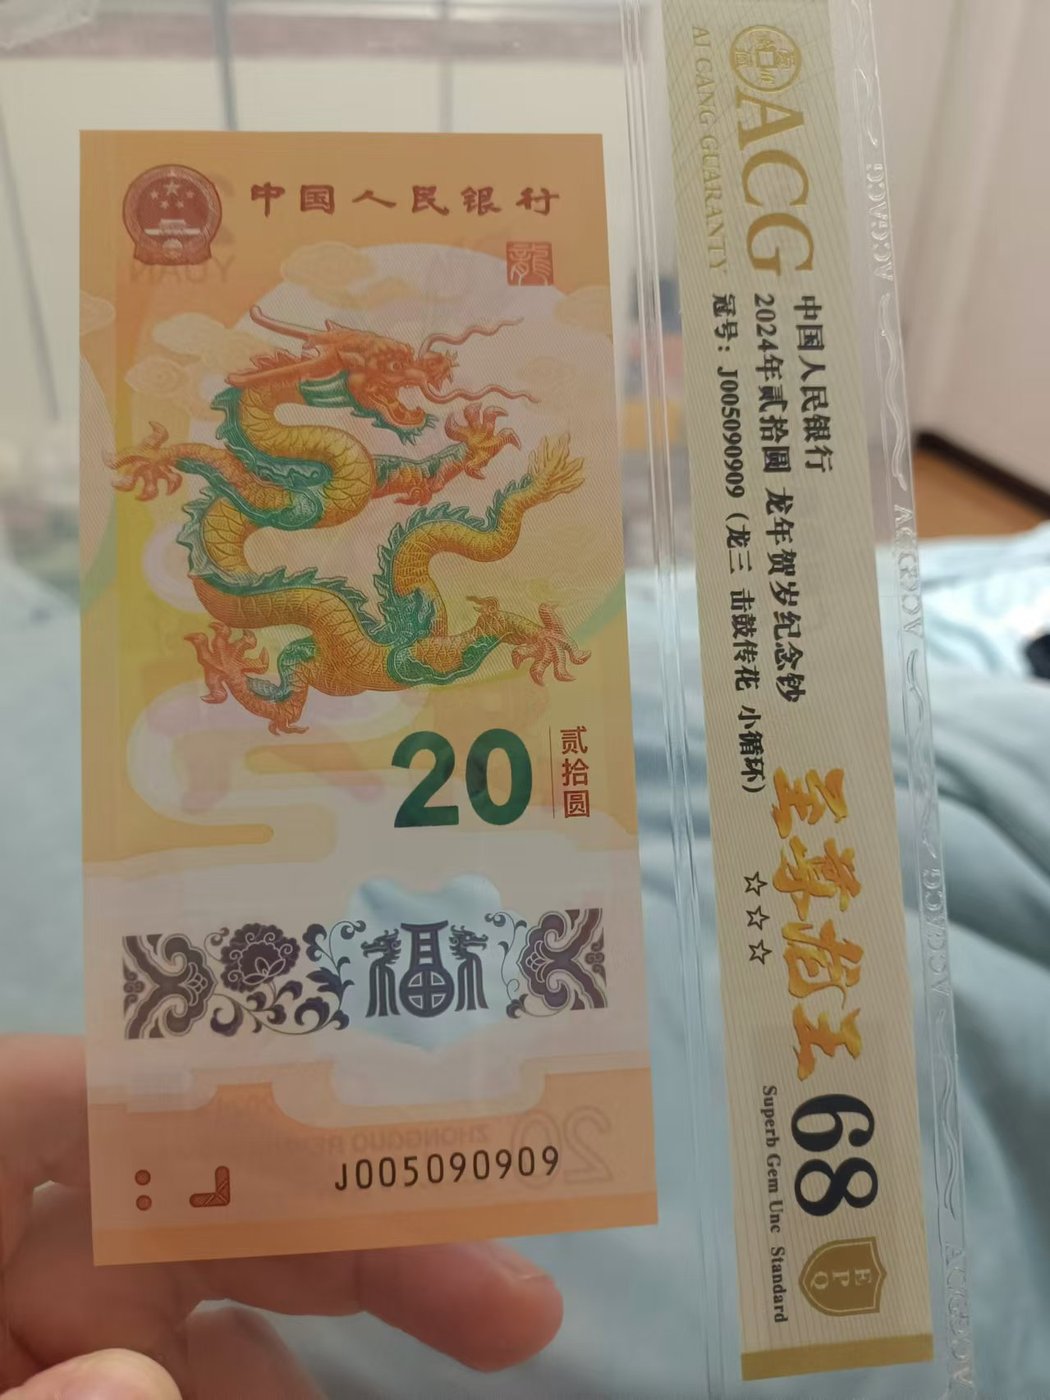 中国人民银行
龍
20
贰拾圆
福
J005090909
ACG
AI CANG GUARANTY
中国人民银行
2024年贰拾圆 龙年贺岁纪念钞
冠号：J005090909（龙三 击鼓传花 小循环）
至尊龙王
☆☆☆
68
Superb Gem Unc Standard
EPQ